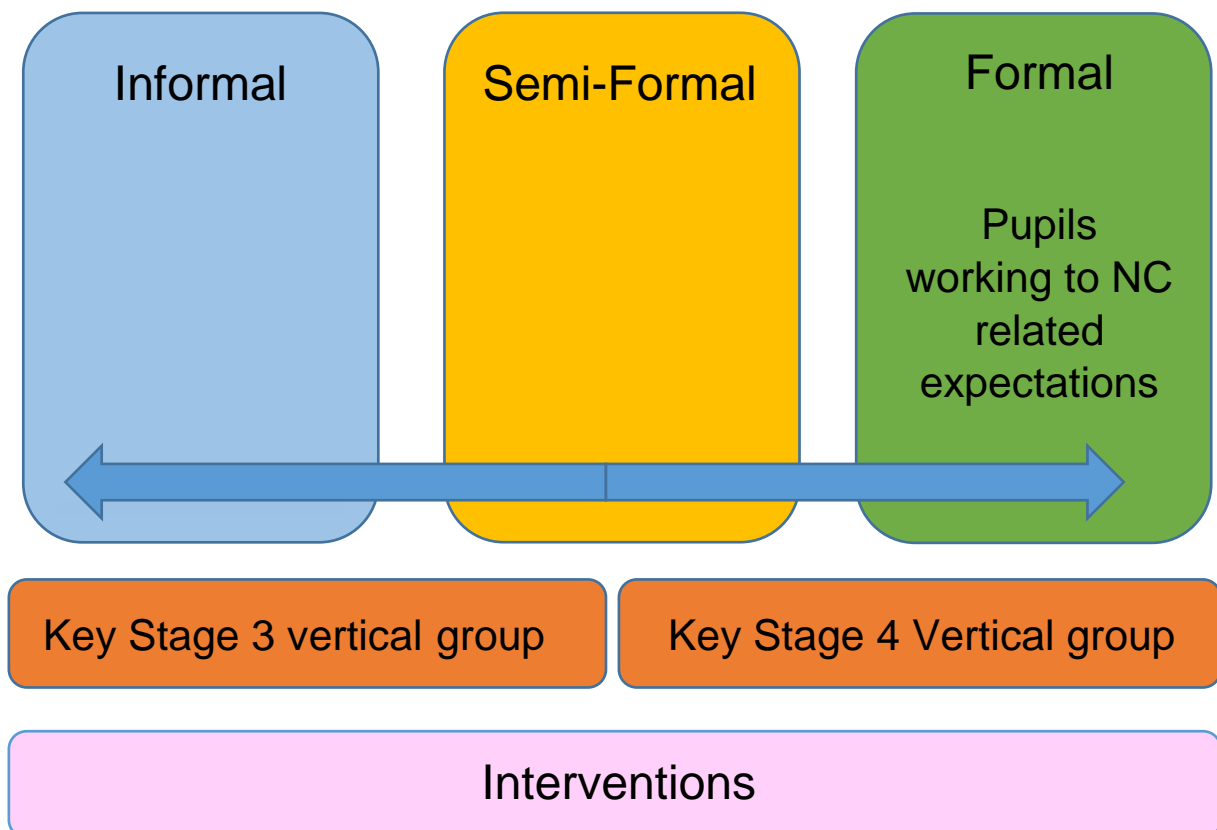 Informal
Semi-Formal
Formal
Pupils
working to NC
related
expectations
Key Stage 3 vertical group
Key Stage 4 Vertical group
Interventions